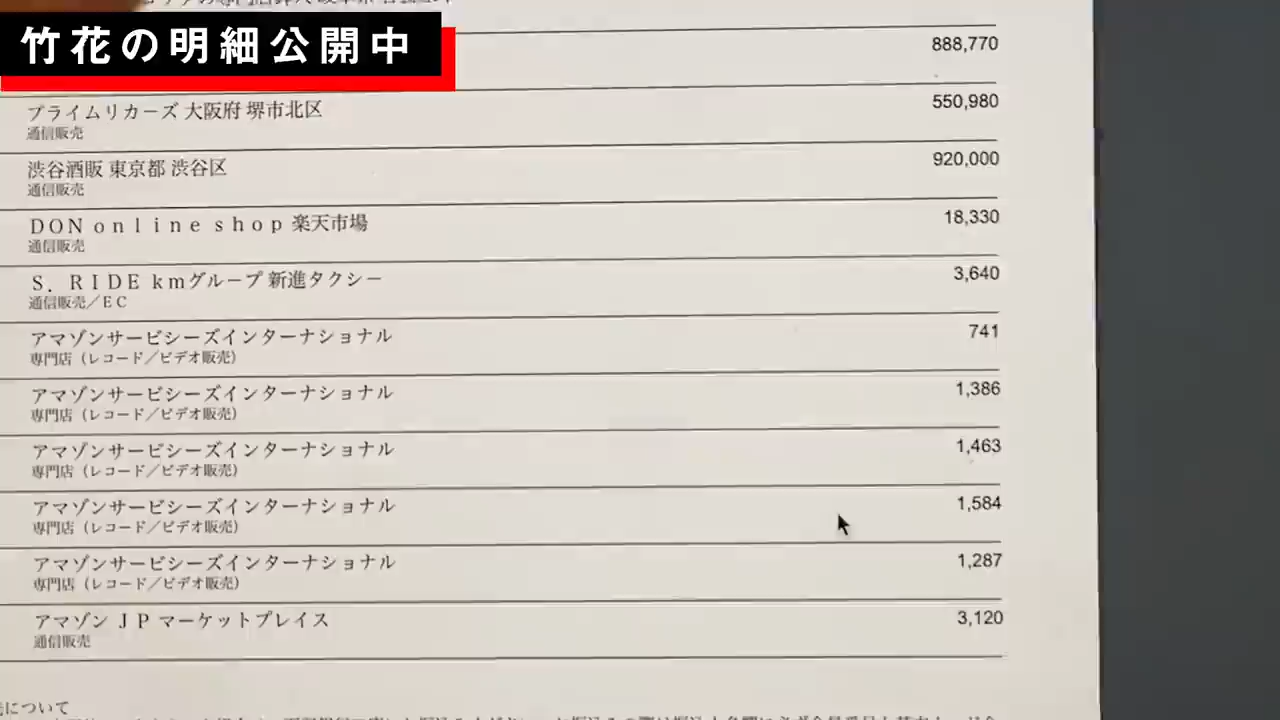 竹花の明細公開中
888,770
プライムリカーズ 大阪府 堺市北区 550,980
通信販売
渋谷酒販 東京都 渋谷区 920,000
通信販売
ＤＯＮ ｏｎｌｉｎｅ ｓｈｏｐ 楽天市場 18,330
通信販売
Ｓ．ＲＩＤＥ ｋｍグループ 新進タクシー 3,640
通信販売／ＥＣ
アマゾンサービシーズインターナショナル 741
専門店（レコード／ビデオ販売）
アマゾンサービシーズインターナショナル 1,386
専門店（レコード／ビデオ販売）
アマゾンサービシーズインターナショナル 1,463
専門店（レコード／ビデオ販売）
アマゾンサービシーズインターナショナル 1,584
専門店（レコード／ビデオ販売）
アマゾンサービシーズインターナショナル 1,287
専門店（レコード／ビデオ販売）
アマゾン ＪＰ マーケットプレイス 3,120
通信販売
について